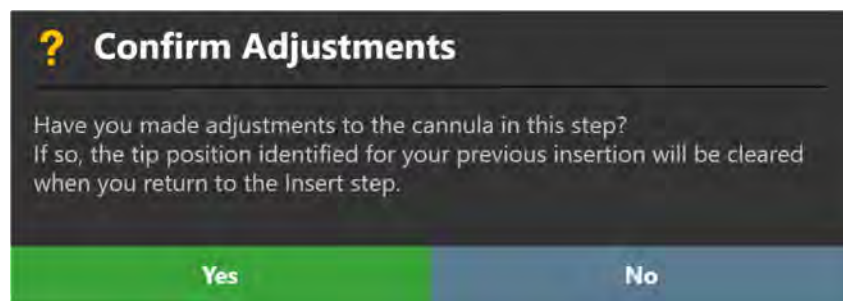 ? Confirm Adjustments
Have you made adjustments to the cannula in this step?
If so, the tip position identified for your previous insertion will be cleared
when you return to the Insert step.
Yes No